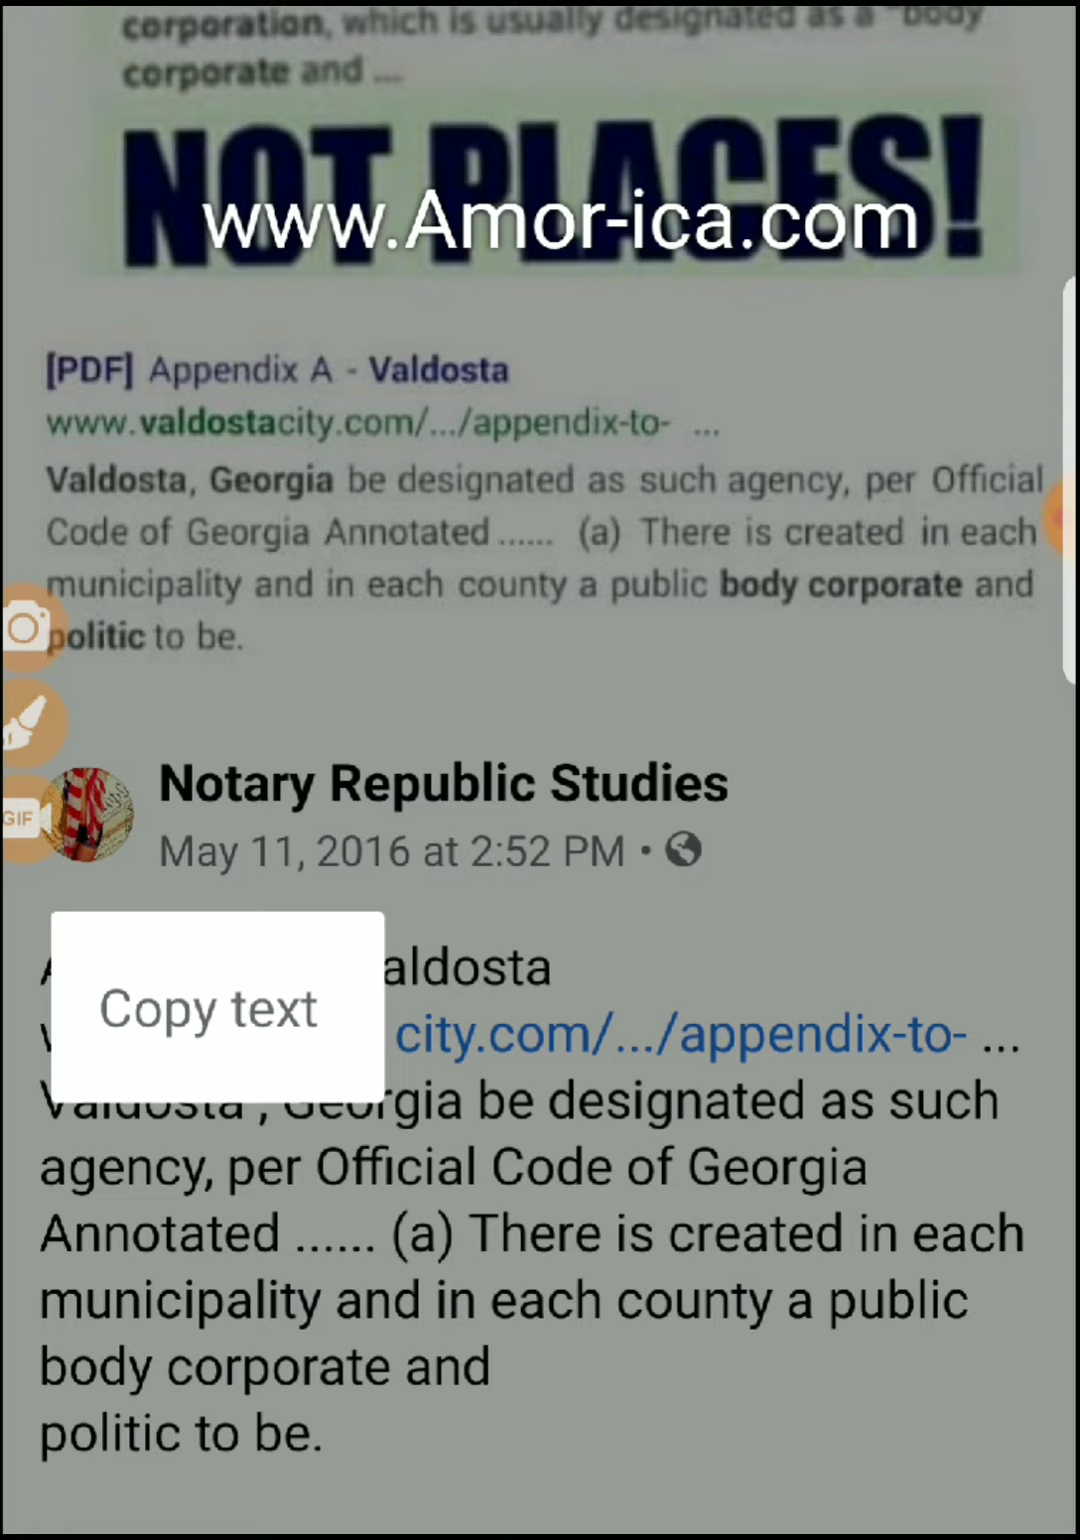 corporation, which is usually designated as a "body
corporate and ...
NOT PLACES!
www.Amor-ica.com
[PDF] Appendix A - Valdosta
www.valdostacity.com/.../appendix-to- ...
Valdosta, Georgia be designated as such agency, per Official
Code of Georgia Annotated ...... (a) There is created in each
municipality and in each county a public body corporate and
politic to be.
GIF
Notary Republic Studies
May 11, 2016 at 2:52 PM •
aldosta
Copy text
city.com/.../appendix-to- ...
Valdosta , Georgia be designated as such
agency, per Official Code of Georgia
Annotated ...... (a) There is created in each
municipality and in each county a public
body corporate and
politic to be.